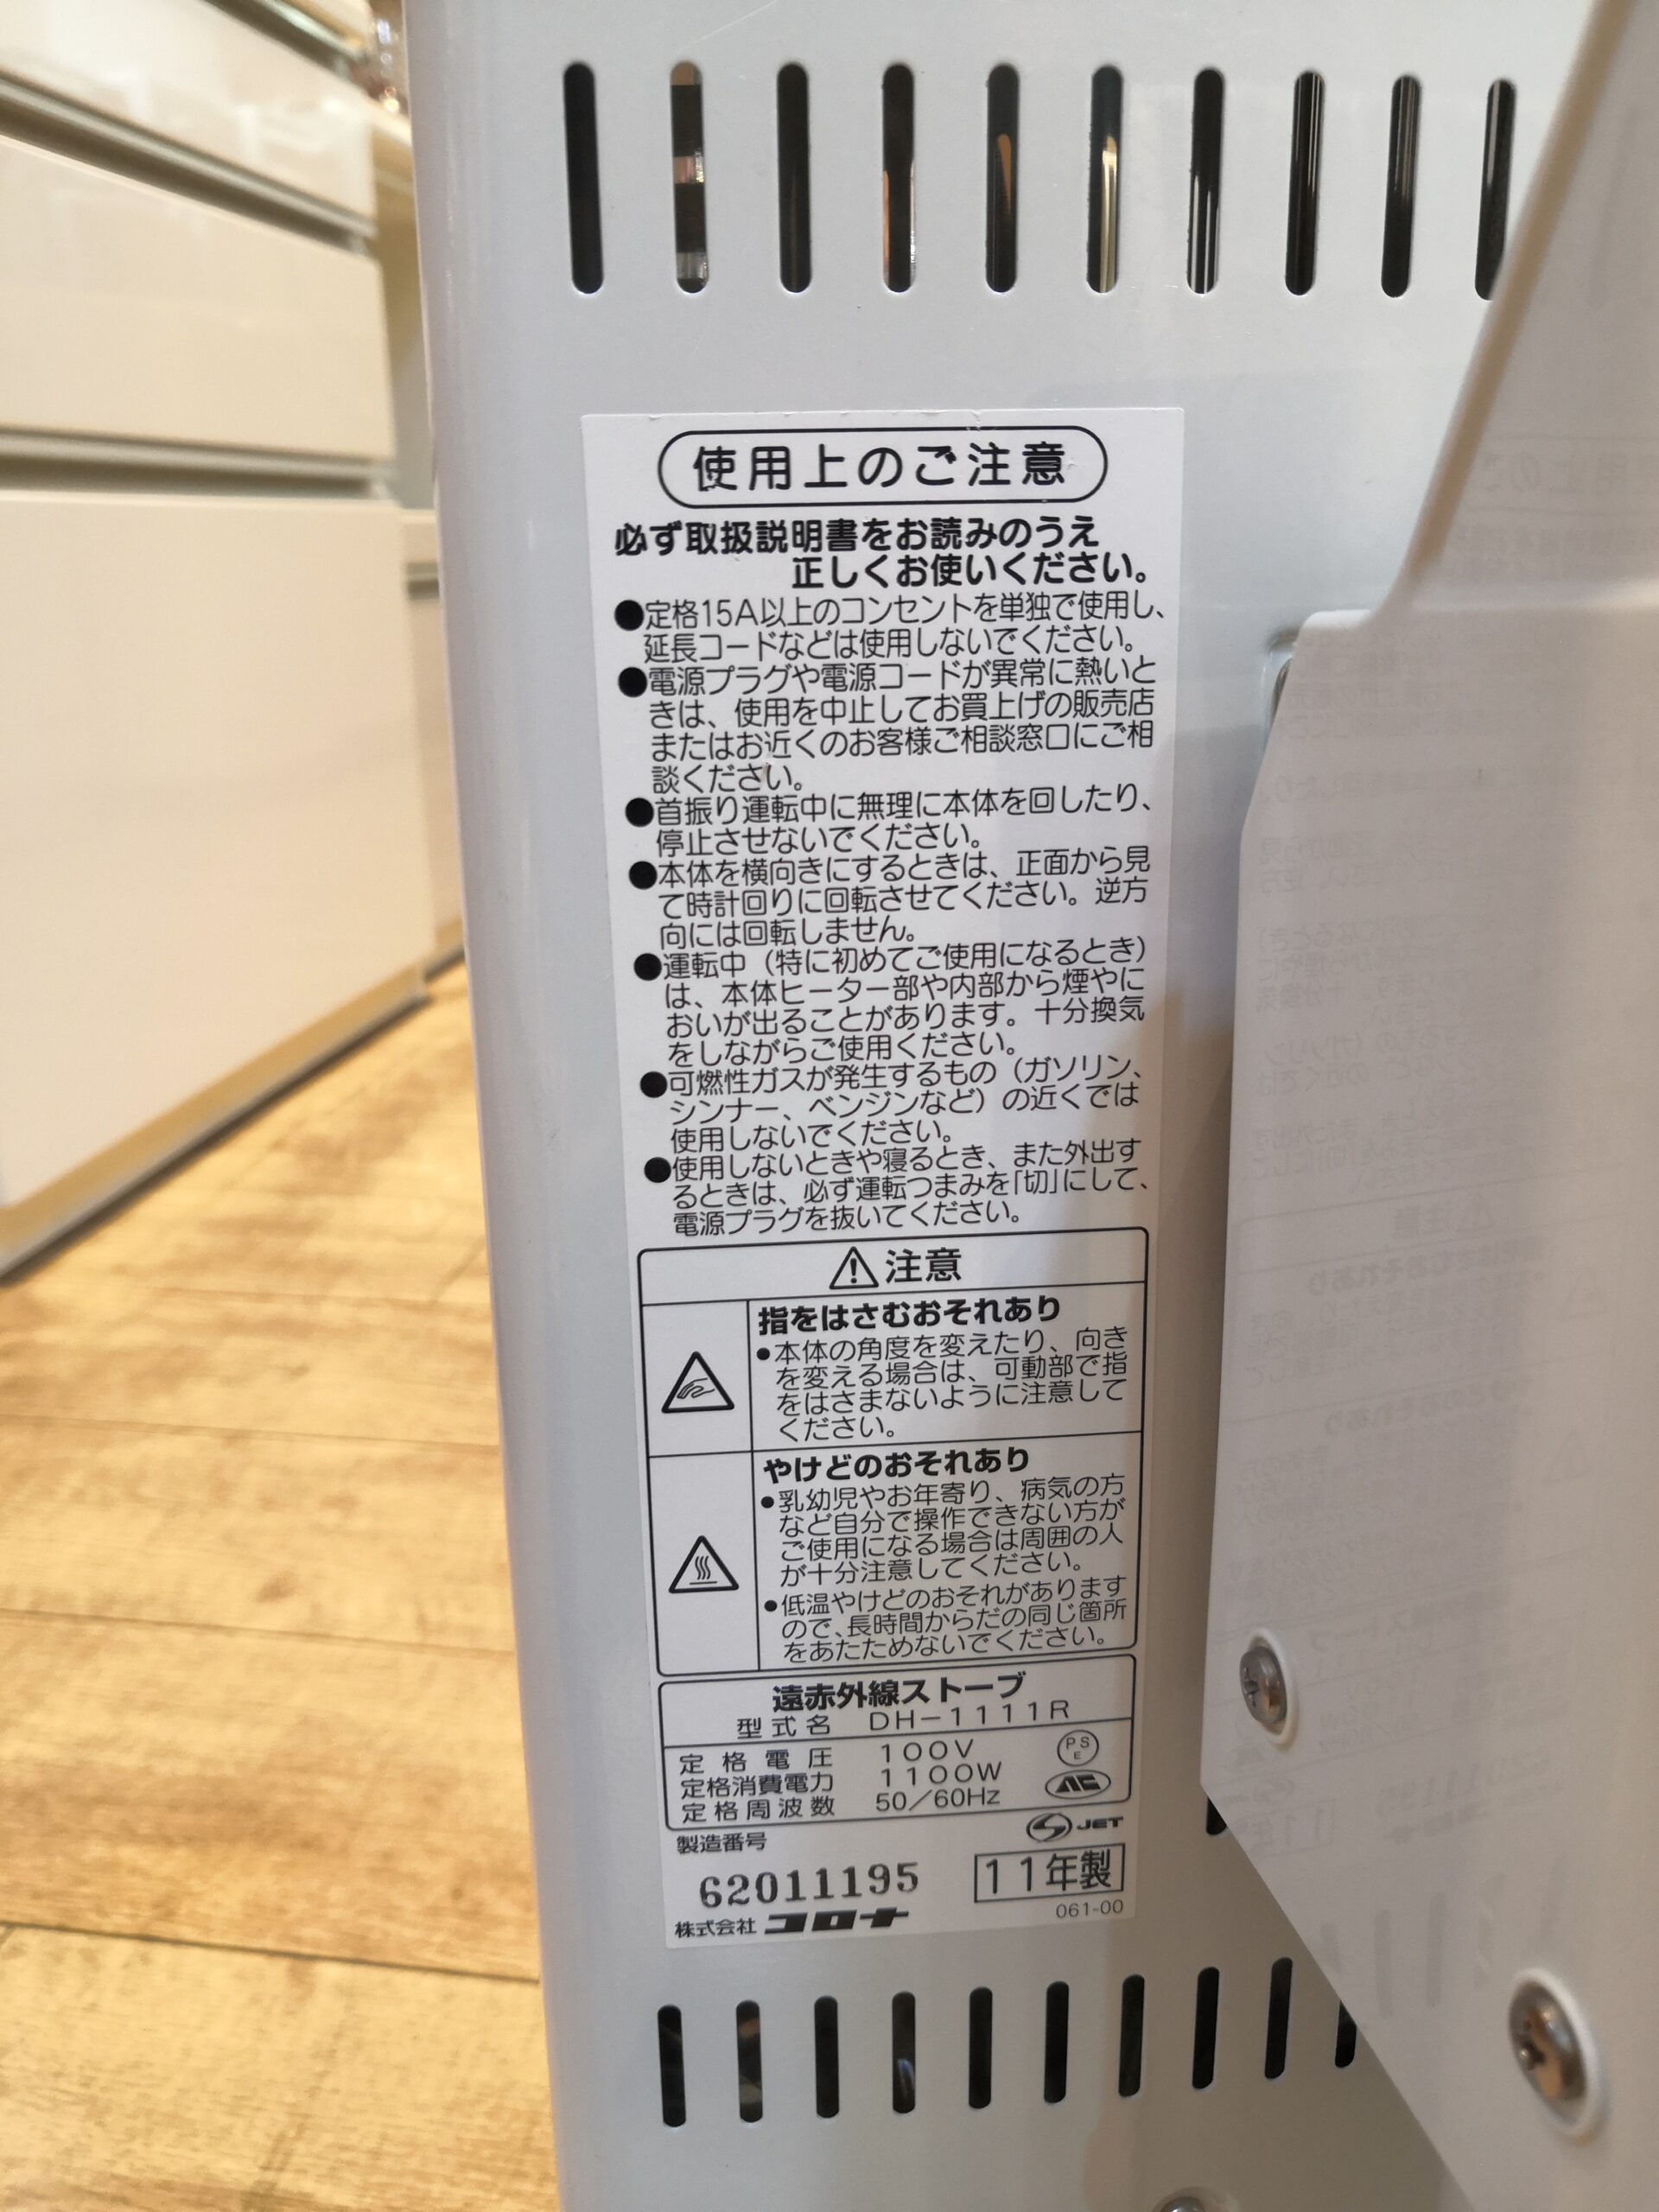 使用上のご注意
必ず取扱説明書をお読みのうえ
正しくお使いください。
●定格15A以上のコンセントを単独で使用し、
延長コードなどは使用しないでください。
●電源プラグや電源コードが異常に熱いと
きは、使用を中止してお買上げの販売店
またはお近くのお客様ご相談窓口にご相
談ください。
●首振り運転中に無理に本体を回したり、
停止させないでください。
●本体を横向きにするときは、正面から見
て時計回りに回転させてください。逆方
向には回転しません。
●運転中（特に初めてご使用になるとき）
は、本体ヒーター部や内部から煙やに
おいが出ることがあります。十分換気
をしながらご使用ください。
●可燃性ガスが発生するもの（ガソリン、
シンナー、ベンジンなど）の近くでは
使用しないでください。
●使用しないときや寝るとき、また外出す
るときは、必ず運転つまみを「切」にして、
電源プラグを抜いてください。
⚠注意
指をはさむおそれあり
●本体の角度を変えたり、向き
を変える場合は、可動部で指
をはさまないように注意して
ください。
やけどのおそれあり
●乳幼児やお年寄り、病気の方
など自分で操作できない方が
ご使用になる場合は周囲の人
が十分注意してください。
●低温やけどのおそれがあります
ので、長時間からだの同じ箇所
をあたためないでください。
遠赤外線ストーブ
型式名 DH-1111R
定格電圧 100V
定格消費電力 1100W
定格周波数 50/60Hz
PSE
JET
製造番号
62011195
11年製
株式会社 コロナ
061-00